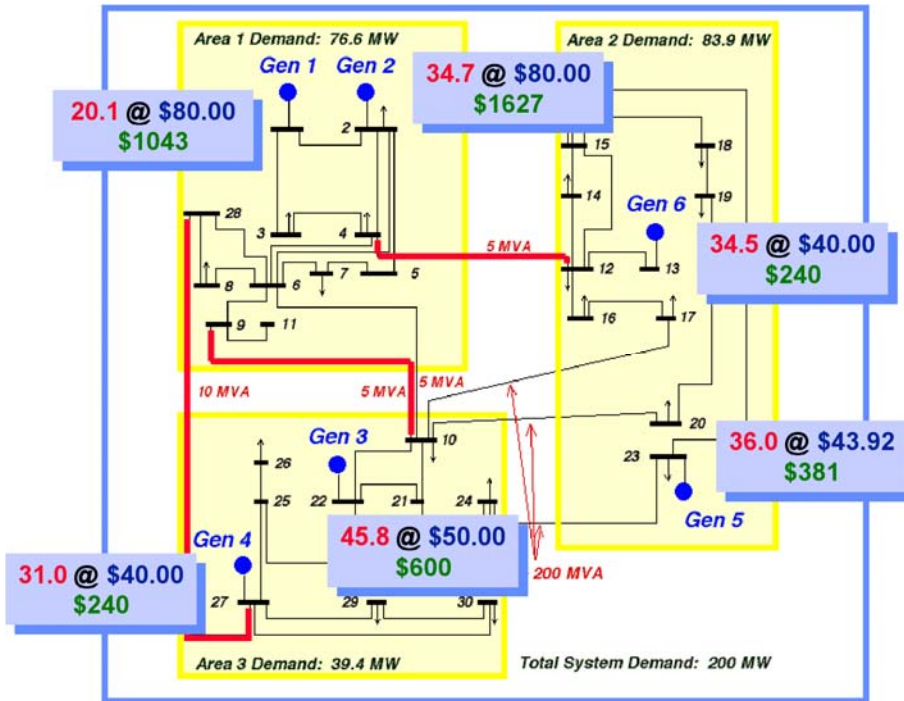 Area 1 Demand: 76.6 MW
Area 2 Demand: 83.9 MW
Gen 1
Gen 2
34.7 @ $80.00
$1627
20.1 @ $80.00
$1043
2
15
18
14
19
Gen 6
28
3
4
5 MVA
34.5 @ $40.00
$240
12
13
8
6
7
5
16
17
9
11
10 MVA
5 MVA
5 MVA
20
10
Gen 3
23
36.0 @ $43.92
$381
26
22
21
24
25
Gen 5
Gen 4
45.8 @ $50.00
$600
31.0 @ $40.00
$240
200 MVA
27
29
30
Area 3 Demand: 39.4 MW
Total System Demand: 200 MW